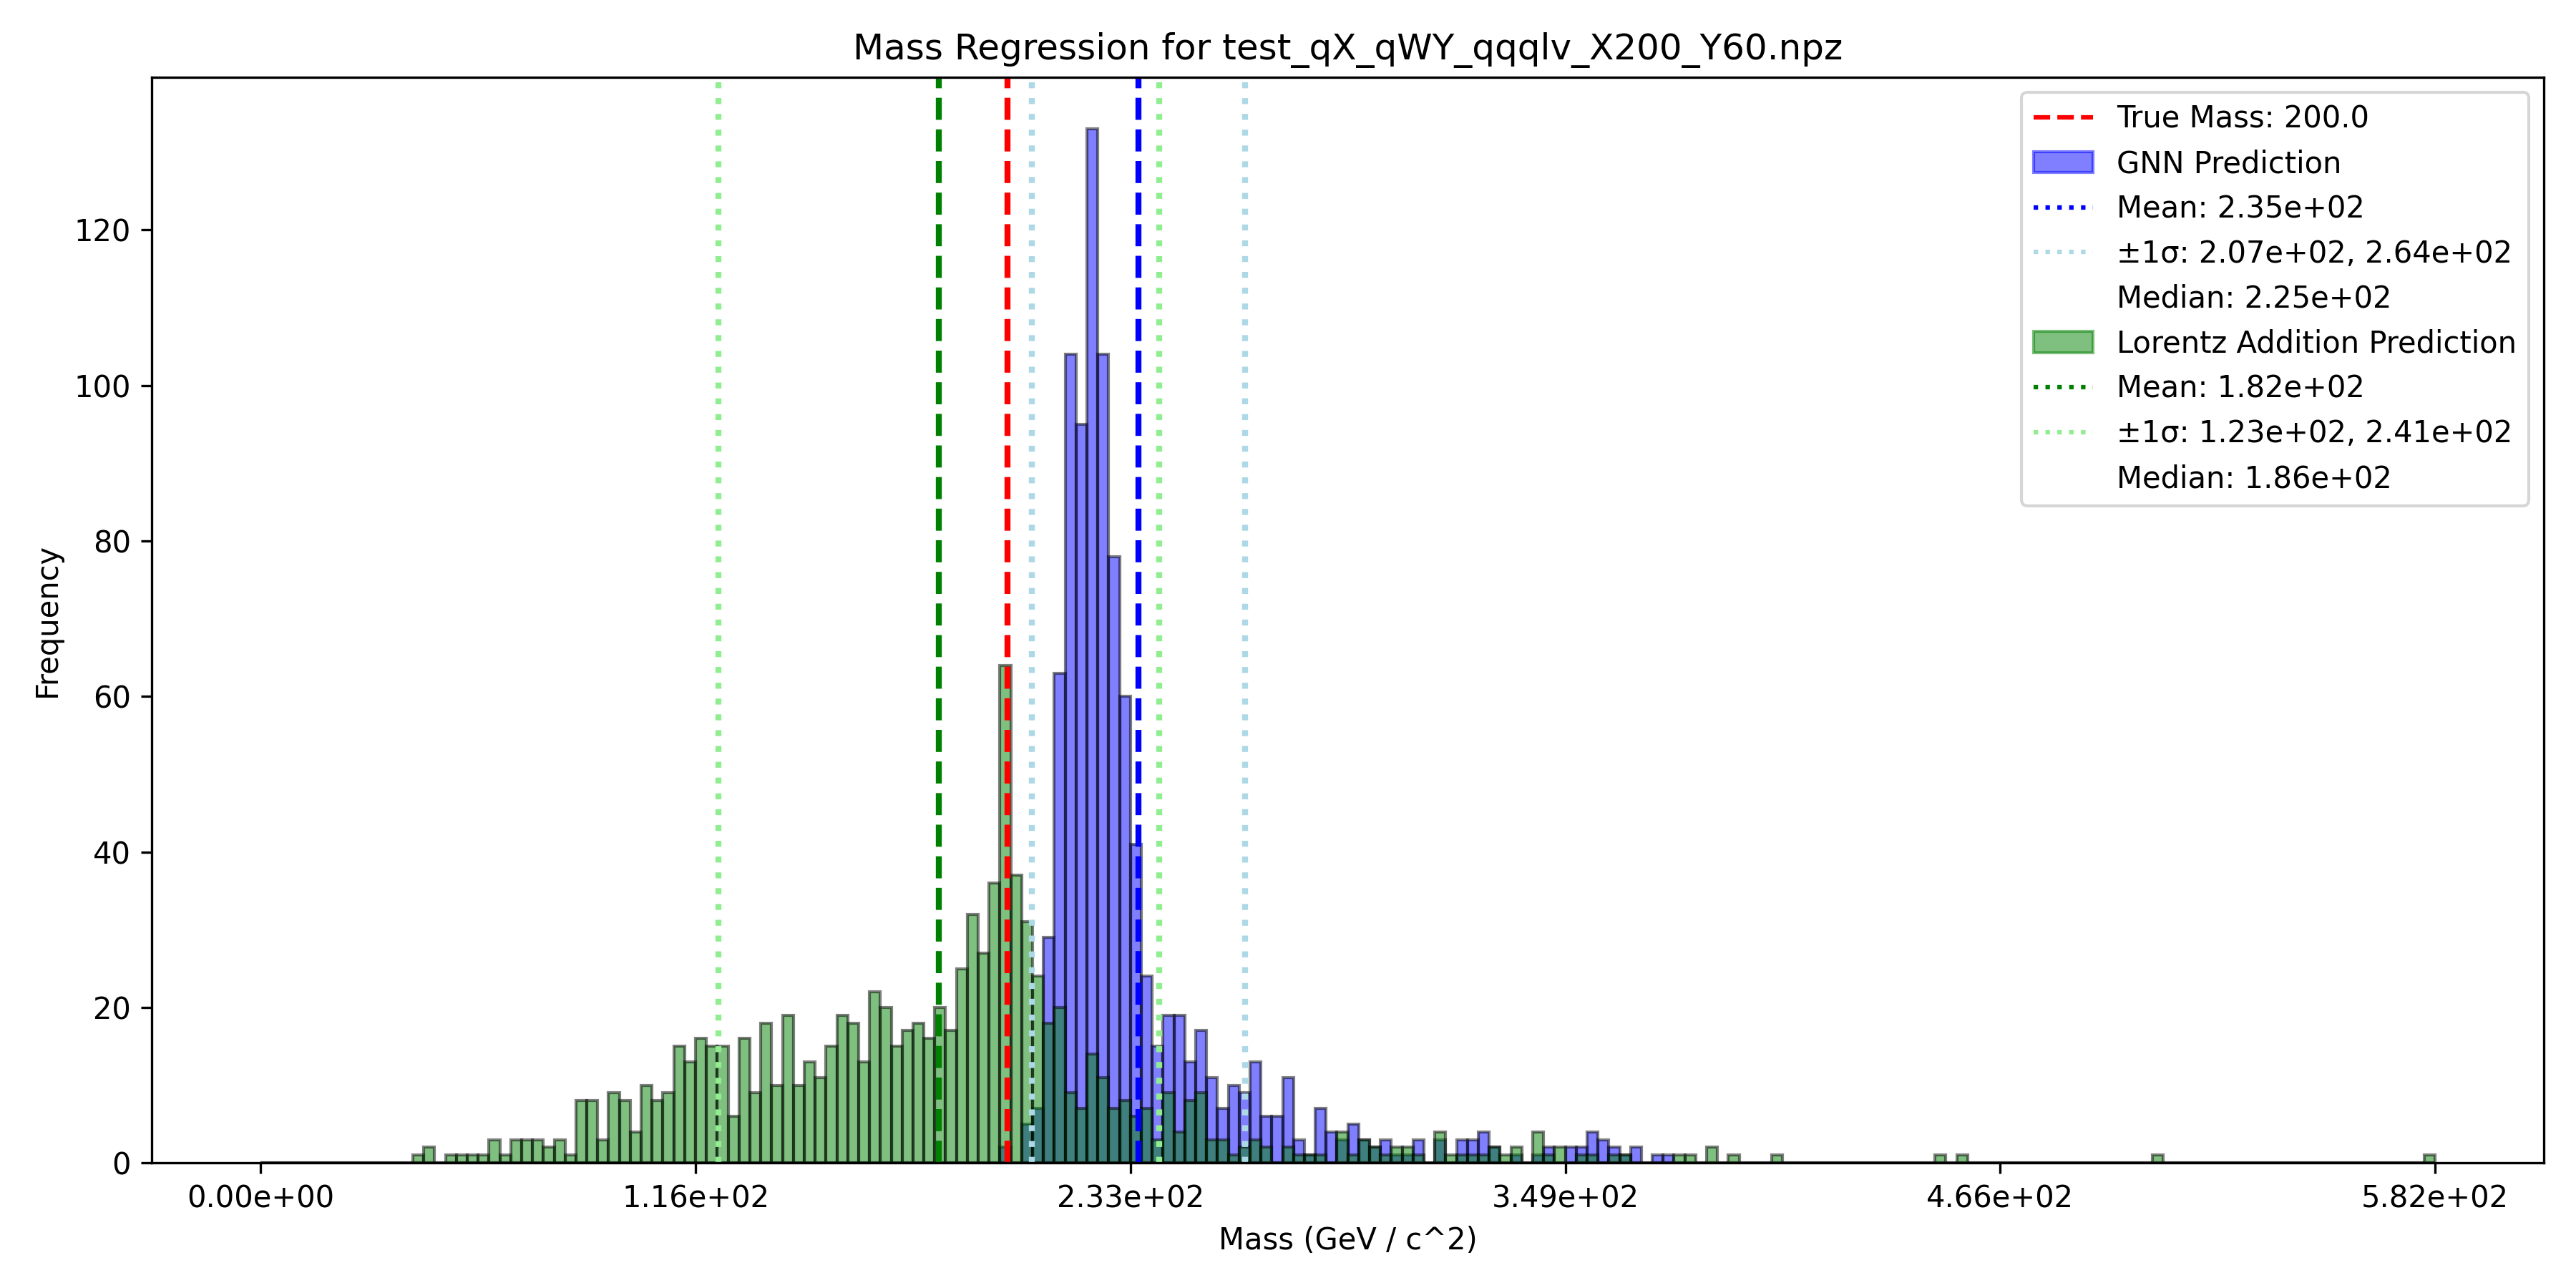 Mass Regression for test_qX_qWY_qqqlv_X200_Y60.npz
True Mass: 200.0
GNN Prediction
Mean: 2.35e+02
±1σ: 2.07e+02, 2.64e+02
Median: 2.25e+02
Lorentz Addition Prediction
Mean: 1.82e+02
±1σ: 1.23e+02, 2.41e+02
Median: 1.86e+02
Frequency
120
100
80
60
40
20
0
0.00e+00 1.16e+02 2.33e+02 3.49e+02 4.66e+02 5.82e+02
Mass (GeV / c^2)